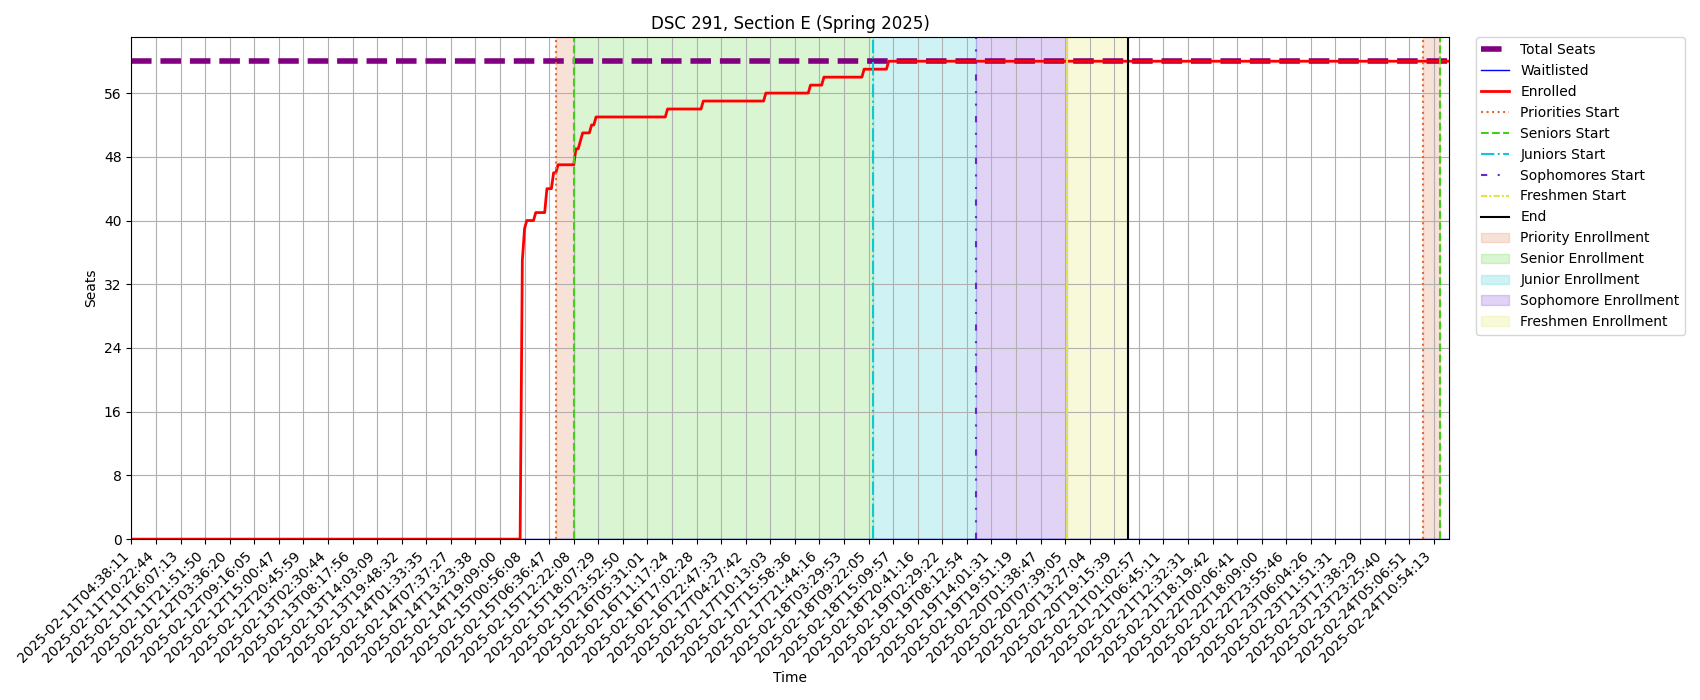 DSC 291, Section E (Spring 2025)
Total Seats
Waitlisted
Enrolled
Priorities Start
Seniors Start
Juniors Start
Sophomores Start
Freshmen Start
End
Priority Enrollment
Senior Enrollment
Junior Enrollment
Sophomore Enrollment
Freshmen Enrollment
Seats
56
48
40
32
24
16
8
0
2025-02-11T04:38:11
2025-02-11T10:22:44
2025-02-11T16:07:13
2025-02-11T21:51:50
2025-02-12T03:36:20
2025-02-12T09:16:05
2025-02-12T15:00:47
2025-02-12T20:45:59
2025-02-13T02:30:44
2025-02-13T08:17:56
2025-02-13T14:03:09
2025-02-13T19:48:32
2025-02-14T01:33:35
2025-02-14T07:37:27
2025-02-14T13:23:38
2025-02-14T19:09:00
2025-02-15T00:56:08
2025-02-15T06:36:47
2025-02-15T12:22:08
2025-02-15T18:07:29
2025-02-15T23:52:50
2025-02-16T05:31:01
2025-02-16T11:17:24
2025-02-16T17:02:28
2025-02-16T22:47:33
2025-02-17T04:27:42
2025-02-17T10:13:03
2025-02-17T15:58:36
2025-02-17T21:44:16
2025-02-18T03:29:53
2025-02-18T09:22:05
2025-02-18T15:09:57
2025-02-18T20:41:16
2025-02-19T02:29:22
2025-02-19T08:12:54
2025-02-19T14:01:31
2025-02-19T19:51:19
2025-02-20T01:38:47
2025-02-20T07:39:05
2025-02-20T13:27:04
2025-02-20T19:15:39
2025-02-21T01:02:57
2025-02-21T06:45:11
2025-02-21T12:32:31
2025-02-21T18:19:42
2025-02-22T00:06:41
2025-02-22T18:09:00
2025-02-22T23:55:46
2025-02-23T06:04:26
2025-02-23T11:51:31
2025-02-23T17:38:29
2025-02-23T23:25:40
2025-02-24T05:06:51
2025-02-24T10:54:13
Time